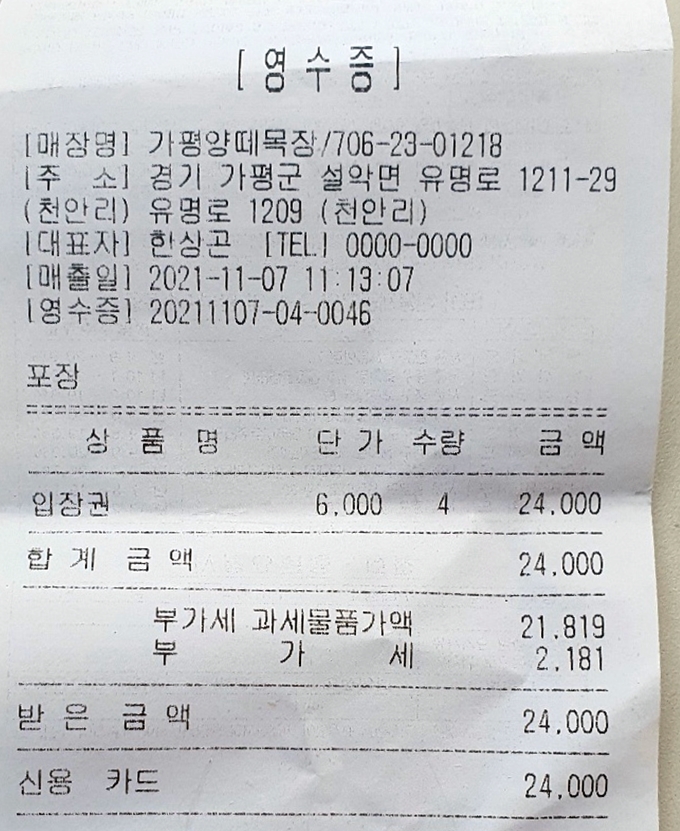 [영수증]
[매장명] 가평양떼목장/706-23-01218
[주 소] 경기 가평군 설악면 유명로 1211-29
(천안리) 유명로 1209 (천안리)
[대표자] 한상곤 [TEL] 0000-0000
[매출일] 2021-11-07 11:13:07
[영수증] 20211107-04-0046
포장
상 품 명 단 가 수량 금 액
입장권 6,000 4 24,000
합 계 금 액 24,000
부가세 과세물품가액 21,819
부 가 세 2,181
받 은 금 액 24,000
신용 카드 24,000